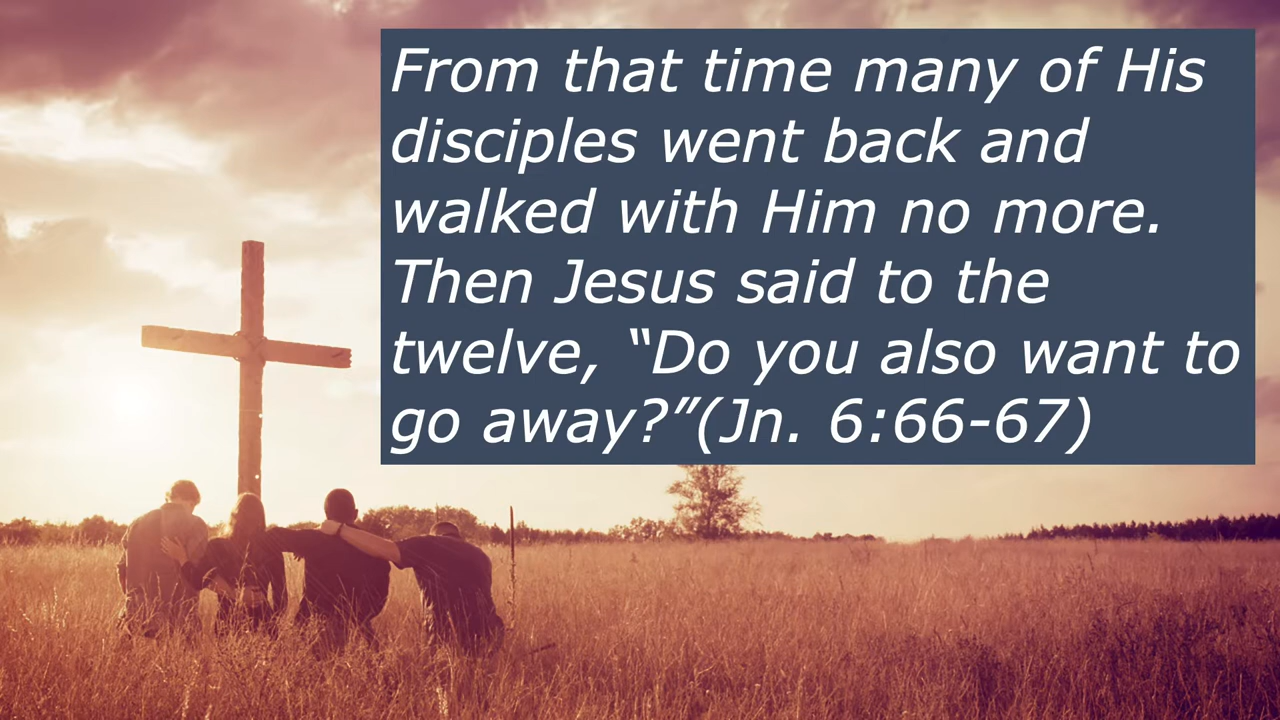 From that time many of His
disciples went back and
walked with Him no more.
Then Jesus said to the
twelve, “Do you also want to
go away?”(Jn. 6:66-67)